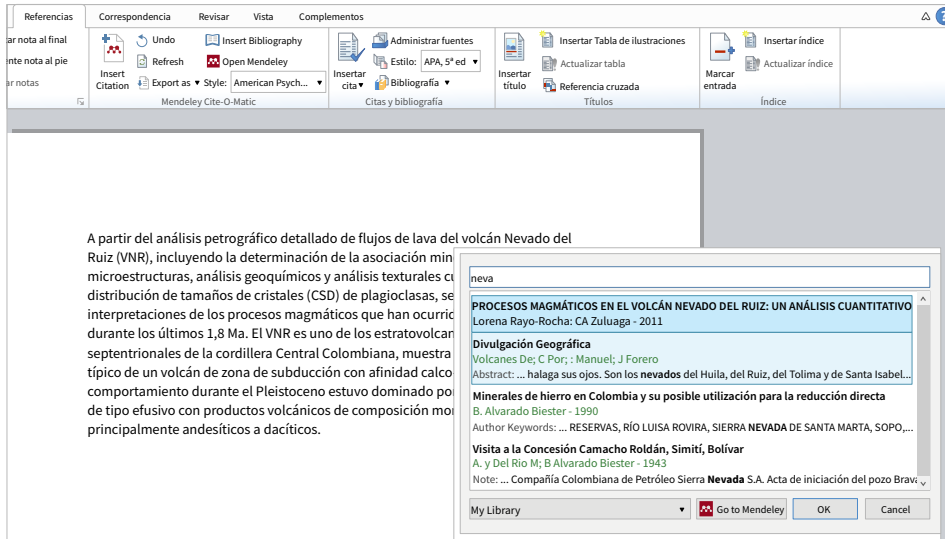 Referencias Correspondencia Revisar Vista Complementos
ar nota al final
nte nota al pie
ar notas
Insert Citation
Undo
Refresh
Export as
Insert Bibliography
Open Mendeley
Style: American Psych...
Mendeley Cite-O-Matic
Insertar cita
Administrar fuentes
Estilo: APA, 5ª ed
Bibliografía
Citas y bibliografía
Insertar título
Insertar Tabla de ilustraciones
Actualizar tabla
Referencia cruzada
Títulos
Marcar entrada
Insertar índice
Actualizar índice
Índice
A partir del análisis petrográfico detallado de flujos de lava del volcán Nevado del
Ruiz (VNR), incluyendo la determinación de la asociación min
microestructuras, análisis geoquímicos y análisis texturales cu
distribución de tamaños de cristales (CSD) de plagioclasas, se
interpretaciones de los procesos magmáticos que han ocurrid
durante los últimos 1,8 Ma. El VNR es uno de los estratovolcan
septentrionales de la cordillera Central Colombiana, muestra
típico de un volcán de zona de subducción con afinidad calco
comportamiento durante el Pleistoceno estuvo dominado po
de tipo efusivo con productos volcánicos de composición mon
principalmente andesíticos a dacíticos.
neva
PROCESOS MAGMÁTICOS EN EL VOLCÁN NEVADO DEL RUIZ: UN ANÁLISIS CUANTITATIVO
Lorena Rayo-Rocha: CA Zuluaga - 2011
Divulgación Geográfica
Volcanes De; C Por; : Manuel; J Forero
Abstract: ... halaga sus ojos. Son los nevados del Huila, del Ruiz, del Tolima y de Santa Isabel...
Minerales de hierro en Colombia y su posible utilización para la reducción directa
B. Alvarado Biester - 1990
Author Keywords: ... RESERVAS, RÍO LUISA ROVIRA, SIERRA NEVADA DE SANTA MARTA, SOPO,...
Visita a la Concesión Camacho Roldán, Simití, Bolívar
A. y Del Rio M; B Alvarado Biester - 1943
Note: ... Compañía Colombiana de Petróleo Sierra Nevada S.A. Acta de iniciación del pozo Brava
My Library Go to Mendeley OK Cancel